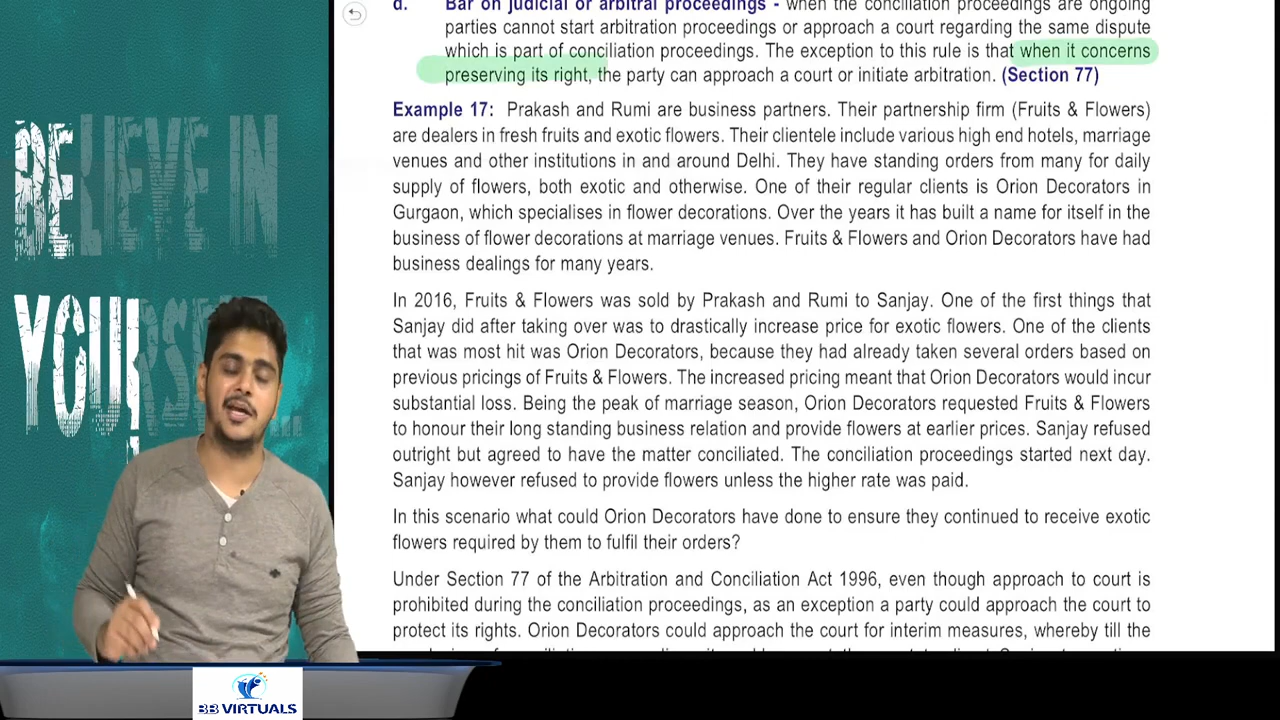 d. Bar on judicial or arbitral proceedings - when the conciliation proceedings are ongoing
parties cannot start arbitration proceedings or approach a court regarding the same dispute
which is part of conciliation proceedings. The exception to this rule is that when it concerns
preserving its right, the party can approach a court or initiate arbitration. (Section 77)
Example 17: Prakash and Rumi are business partners. Their partnership firm (Fruits & Flowers)
are dealers in fresh fruits and exotic flowers. Their clientele include various high end hotels, marriage
venues and other institutions in and around Delhi. They have standing orders from many for daily
supply of flowers, both exotic and otherwise. One of their regular clients is Orion Decorators in
Gurgaon, which specialises in flower decorations. Over the years it has built a name for itself in the
business of flower decorations at marriage venues. Fruits & Flowers and Orion Decorators have had
business dealings for many years.
In 2016, Fruits & Flowers was sold by Prakash and Rumi to Sanjay. One of the first things that
Sanjay did after taking over was to drastically increase price for exotic flowers. One of the clients
that was most hit was Orion Decorators, because they had already taken several orders based on
previous pricings of Fruits & Flowers. The increased pricing meant that Orion Decorators would incur
substantial loss. Being the peak of marriage season, Orion Decorators requested Fruits & Flowers
to honour their long standing business relation and provide flowers at earlier prices. Sanjay refused
outright but agreed to have the matter conciliated. The conciliation proceedings started next day.
Sanjay however refused to provide flowers unless the higher rate was paid.
In this scenario what could Orion Decorators have done to ensure they continued to receive exotic
flowers required by them to fulfil their orders?
Under Section 77 of the Arbitration and Conciliation Act 1996, even though approach to court is
prohibited during the conciliation proceedings, as an exception a party could approach the court to
protect its rights. Orion Decorators could approach the court for interim measures, whereby till the
BELIEVE IN
BB VIRTUALS